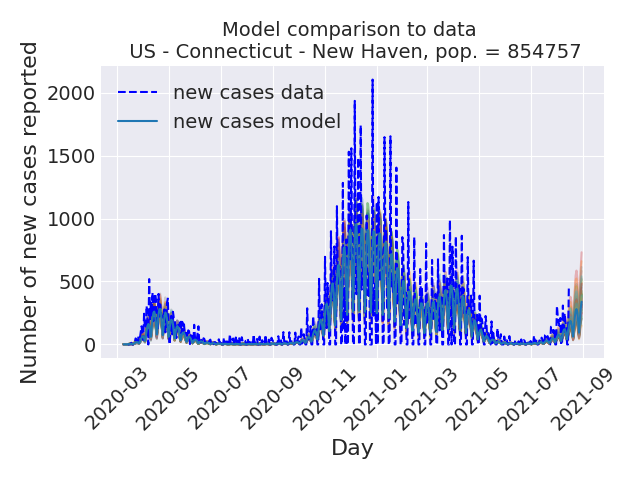 Model comparison to data
US - Connecticut - New Haven, pop. = 854757
Number of new cases reported
2000
1500
1000
500
0
new cases data
new cases model
2020-03
2020-05
2020-07
2020-09
2020-11
2021-01
2021-03
2021-05
2021-07
2021-09
Day